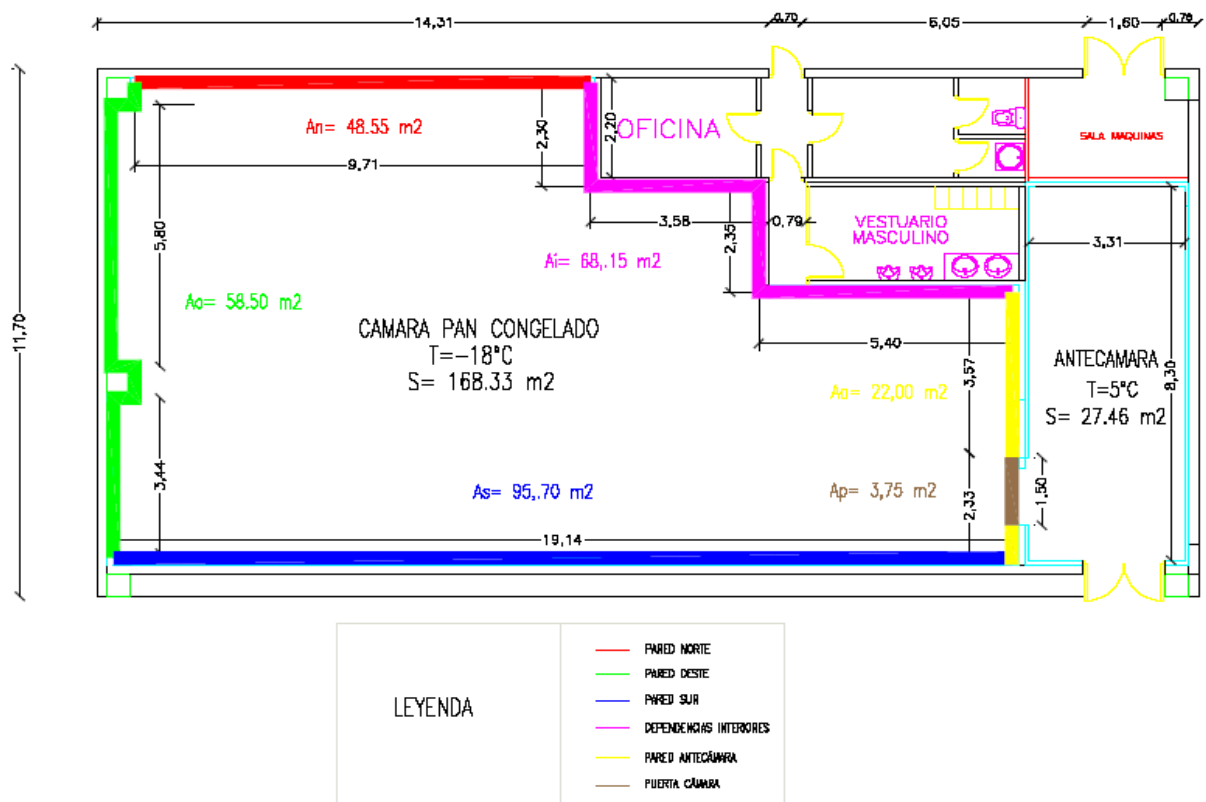 14,31
0,70
6,05
1,60
0,78
11,70
An= 48.55 m2
9,71
2,30
2,20
OFICINA
SALA MAQUINAS
5,80
3,58
0,79
2,35
VESTUARIO
MASCULINO
3,31
Ai= 68,.15 m2
Ao= 58.50 m2
CAMARA PAN CONGELADO
T=-18°C
S= 168.33 m2
5,40
3,57
Aa= 22,00 m2
ANTECAMARA
T=5°C
S= 27.46 m2
8,30
3,44
As= 95,.70 m2
Ap= 3,75 m2
2,33
1,50
19,14
LEYENDA
PARED NORTE
PARED OESTE
PARED SUR
DEPENDENCIAS INTERIORES
PARED ANTECÁMARA
PUERTA CÁMARA